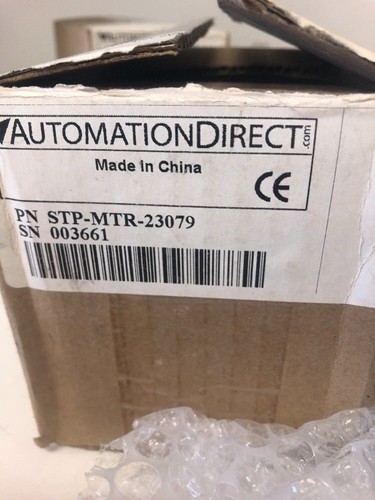 AUTOMATIONDIRECT.com
Made in China
CE
PN STP-MTR-23079
SN 003661